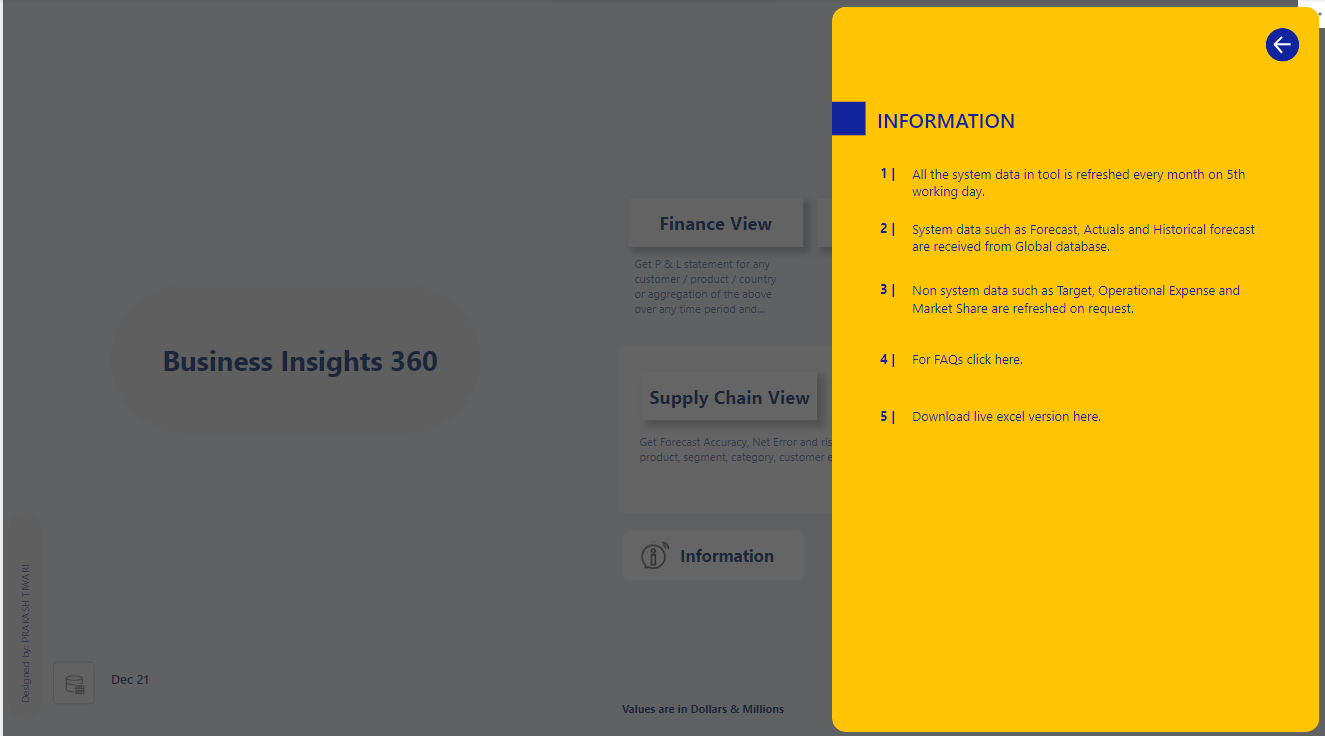 Business Insights 360
Designed by: PRAKASH TIWARI
Dec 21
Finance View
Get P & L statement for any
customer / product / country
or aggregation of the above
over any time period and...
Supply Chain View
Get Forecast Accuracy, Net Error and ris
product, segment, category, customer e
Information
Values are in Dollars & Millions
INFORMATION
1 | All the system data in tool is refreshed every month on 5th
working day.
2 | System data such as Forecast, Actuals and Historical forecast
are received from Global database.
3 | Non system data such as Target, Operational Expense and
Market Share are refreshed on request.
4 | For FAQs click here.
5 | Download live excel version here.